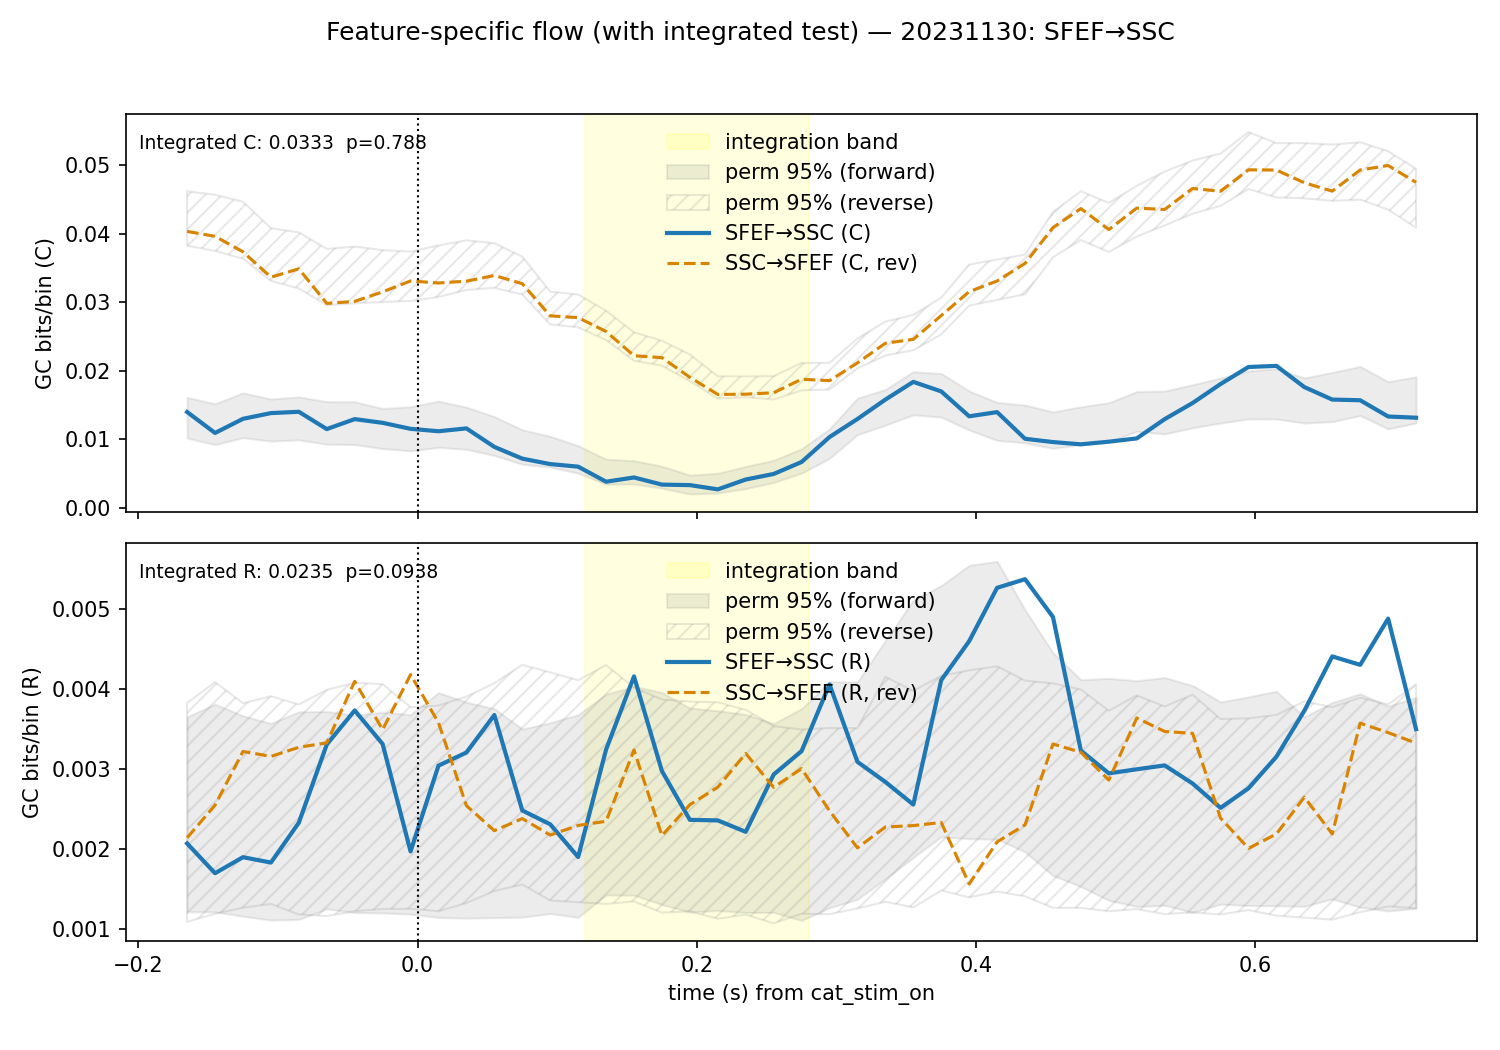 Feature-specific flow (with integrated test) — 20231130: SFEF→SSC
Integrated C: 0.0333  p=0.788
integration band
perm 95% (forward)
perm 95% (reverse)
SFEF→SSC (C)
SSC→SFEF (C, rev)
GC bits/bin (C)
0.05
0.04
0.03
0.02
0.01
0.00
Integrated R: 0.0235  p=0.0938
integration band
perm 95% (forward)
perm 95% (reverse)
SFEF→SSC (R)
SSC→SFEF (R, rev)
GC bits/bin (R)
0.005
0.004
0.003
0.002
0.001
−0.2 0.0 0.2 0.4 0.6
time (s) from cat_stim_on